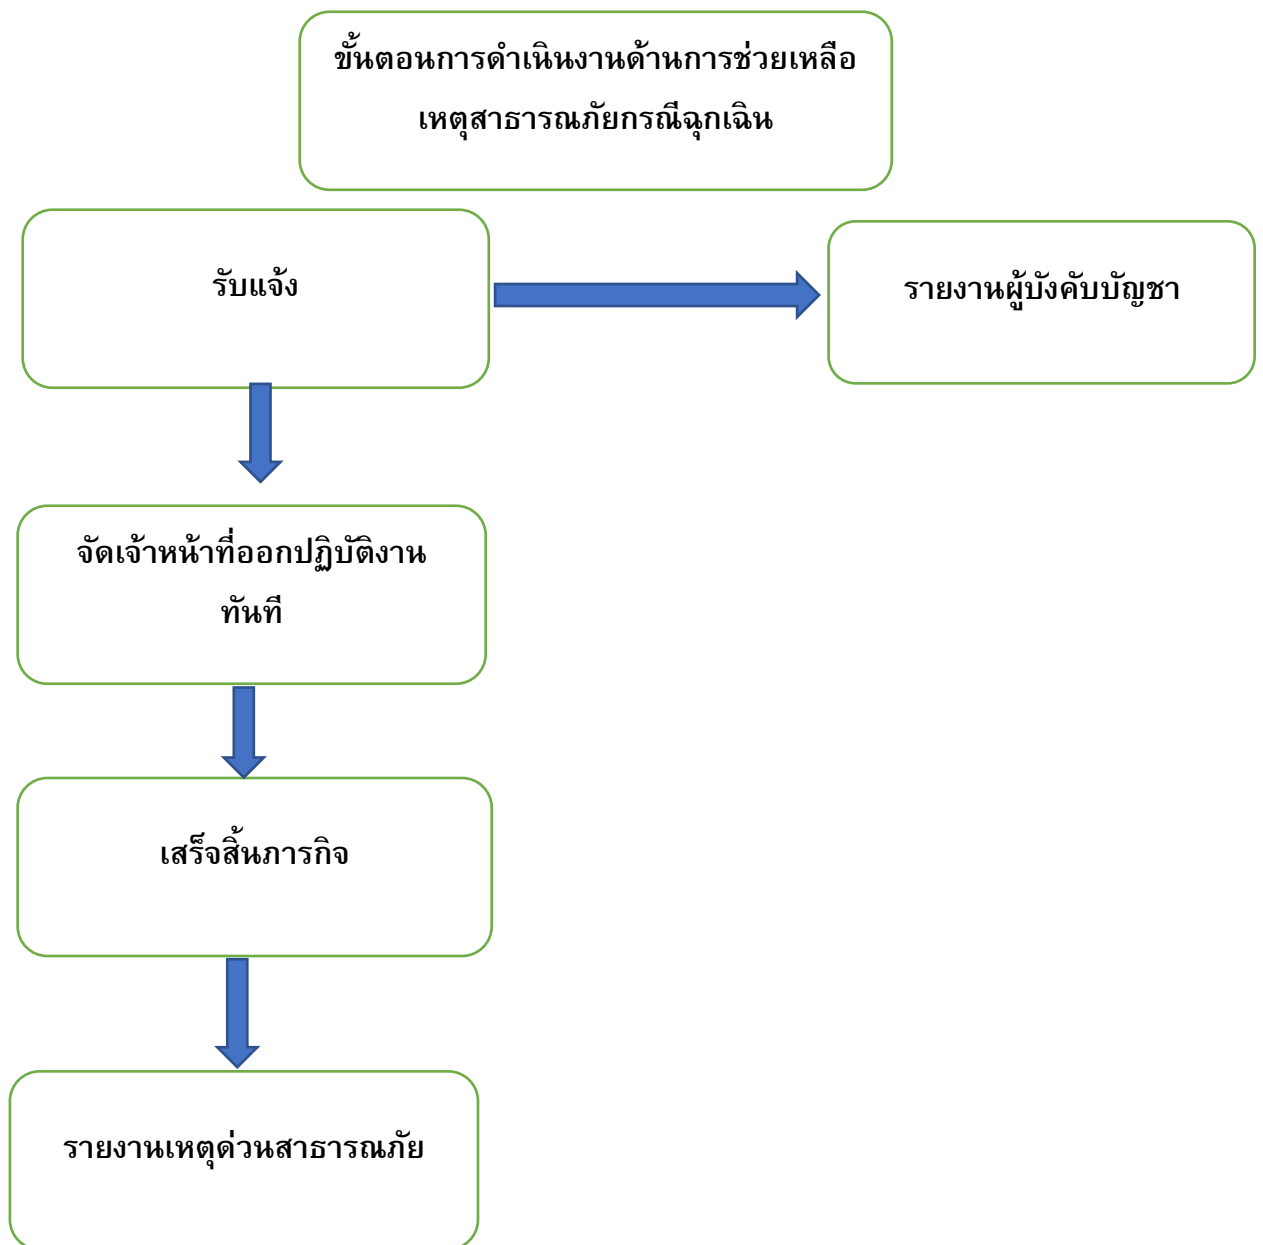 ขั้นตอนการดำเนินงานด้านการช่วยเหลือ
เหตุสาธารณภัยกรณีฉุกเฉิน
รับแจ้ง
รายงานผู้บังคับบัญชา
จัดเจ้าหน้าที่ออกปฏิบัติงาน
ทันที
เสร็จสิ้นภารกิจ
รายงานเหตุด่วนสาธารณภัย